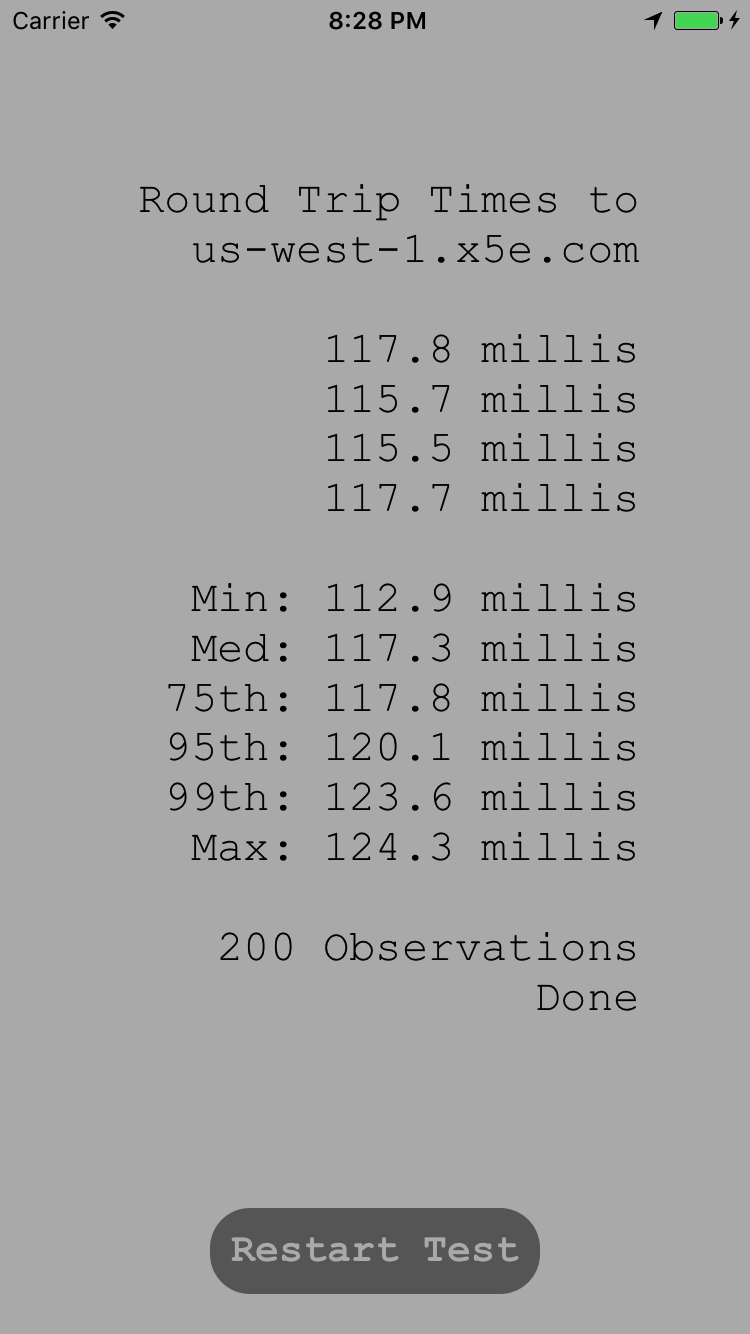 Carrier 8:28 PM
Round Trip Times to
us-west-1.x5e.com
117.8 millis
115.7 millis
115.5 millis
117.7 millis
Min: 112.9 millis
Med: 117.3 millis
75th: 117.8 millis
95th: 120.1 millis
99th: 123.6 millis
Max: 124.3 millis
200 Observations
Done
Restart Test